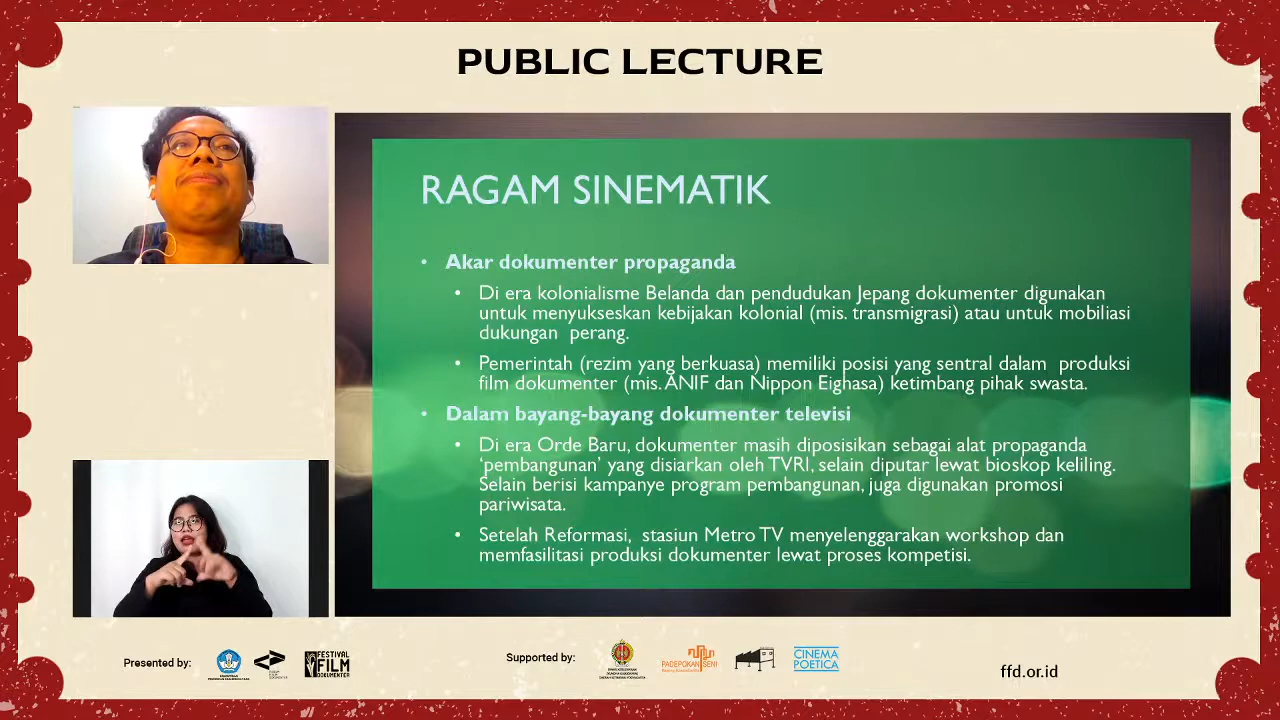 PUBLIC LECTURE
RAGAM SINEMATIK
• Akar dokumenter propaganda
• Di era kolonialisme Belanda dan pendudukan Jepang dokumenter digunakan
untuk menyukseskan kebijakan kolonial (mis. transmigrasi) atau untuk mobiliasi
dukungan perang.
• Pemerintah (rezim yang berkuasa) memiliki posisi yang sentral dalam produksi
film dokumenter (mis. ANIF dan Nippon Eighasa) ketimbang pihak swasta.
• Dalam bayang-bayang dokumenter televisi
• Di era Orde Baru, dokumenter masih diposisikan sebagai alat propaganda
‘pembangunan’ yang disiarkan oleh TVRI, selain diputar lewat bioskop keliling.
Selain berisi kampanye program pembangunan, juga digunakan promosi
pariwisata.
• Setelah Reformasi, stasiun Metro TV menyelenggarakan workshop dan
memfasilitasi produksi dokumenter lewat proses kompetisi.
Presented by:
FESTIVAL
FILM
DOKUMENTER
Supported by:
PADEPOKAN SENI
CINEMA
POETICA
ffd.or.id